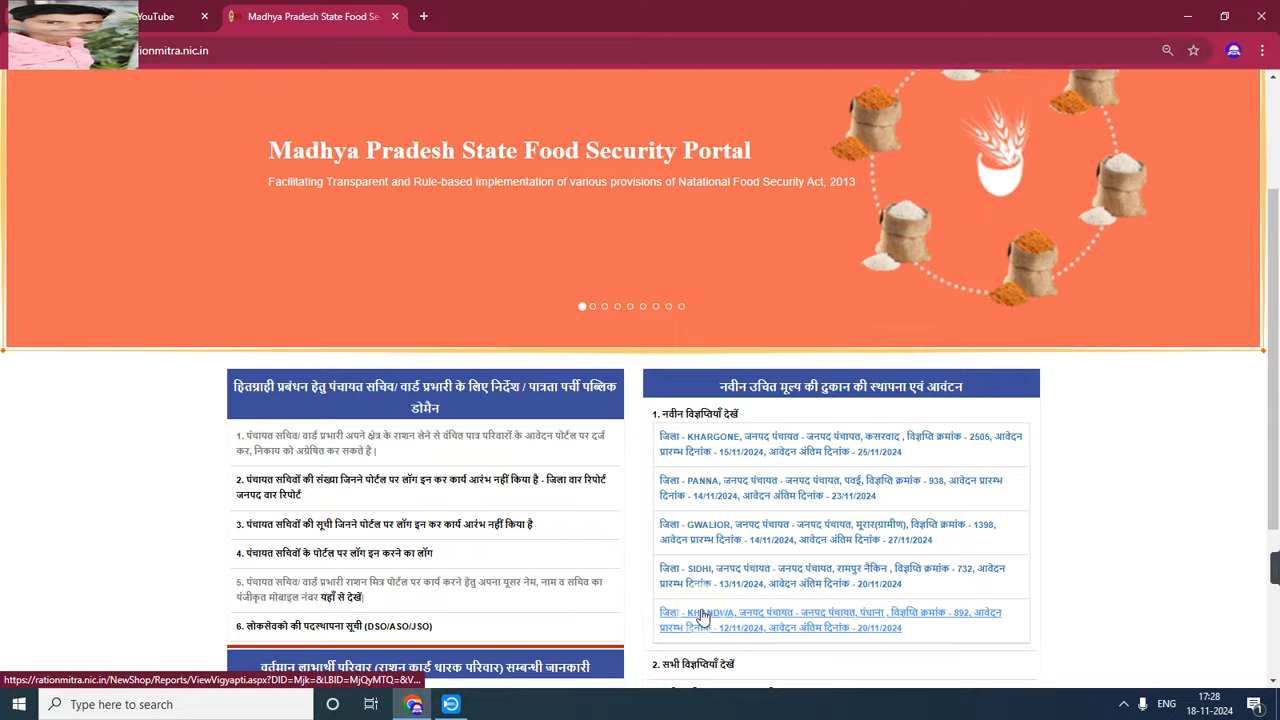 YouTube
Madhya Pradesh State Food Se
ionmitra.nic.in
Madhya Pradesh State Food Security Portal
Facilitating Transparent and Rule-based implementation of various provisions of Natational Food Security Act, 2013
हितग्राही प्रबंधन हेतु पंचायत सचिव/ वार्ड प्रभारी के लिए निर्देश / पात्रता पर्ची पब्लिक
डोमैन
1. पंचायत सचिव/ वार्ड प्रभारी अपने क्षेत्र के राशन लेने से वंचित पात्र परिवारों के आवेदन पोर्टल पर दर्ज
कर, निकाय को अग्रेषित कर सकते है |
2. पंचायत सचिवों की संख्या जिनने पोर्टल पर लॉग इन कर कार्य आरंभ नहीं किया है - जिला वार रिपोर्ट
जनपद वार रिपोर्ट
3. पंचायत सचिवों की सूची जिनने पोर्टल पर लॉग इन कर कार्य आरंभ नहीं किया है
4. पंचायत सचिवों के पोर्टल पर लॉग इन करने का लॉग
5. पंचायत सचिव/ वार्ड प्रभारी राशन मित्र पोर्टल पर कार्य करने हेतु अपना यूसर नेम, नाम व सचिव का
पंजीकृत मोबाइल नंबर यहाँ से देखें|
6. लोकसेवको की पदस्थापना सूची (DSO/ASO/JSO)
वर्तमान लाभार्थी परिवार (राशन कार्ड धारक परिवार) सम्बन्धी जानकारी
नवीन उचित मूल्य की दुकान की स्थापना एवं आवंटन
1. नवीन विज्ञप्तियाँ देखें
जिला - KHARGONE, जनपद पंचायत - जनपद पंचायत, कसरवाद , विज्ञप्ति क्रमांक - 2505, आवेदन
प्रारम्भ दिनांक - 15/11/2024, आवेदन अंतिम दिनांक - 25/11/2024
जिला - PANNA, जनपद पंचायत - जनपद पंचायत, पवई, विज्ञप्ति क्रमांक - 938, आवेदन प्रारम्भ
दिनांक - 14/11/2024, आवेदन अंतिम दिनांक - 23/11/2024
जिला - GWALIOR, जनपद पंचायत - जनपद पंचायत, मूरार(ग्रामीण), विज्ञप्ति क्रमांक - 1398,
आवेदन प्रारम्भ दिनांक - 14/11/2024, आवेदन अंतिम दिनांक - 27/11/2024
जिला - SIDHI, जनपद पंचायत - जनपद पंचायत, रामपुर नैकिन , विज्ञप्ति क्रमांक - 732, आवेदन
प्रारम्भ दिनांक - 13/11/2024, आवेदन अंतिम दिनांक - 20/11/2024
जिला - KHANDWA, जनपद पंचायत - जनपद पंचायत, पंधाना , विज्ञप्ति क्रमांक - 892, आवेदन
प्रारम्भ दिनांक - 12/11/2024, आवेदन अंतिम दिनांक - 20/11/2024
2. सभी विज्ञप्तियाँ देखें
https://rationmitra.nic.in/NewShop/Reports/ViewVigyapti.aspx?DID=Mjk=&LBID=MjQyMTQ=&V...
Type here to search
ENG
17:28
18-11-2024